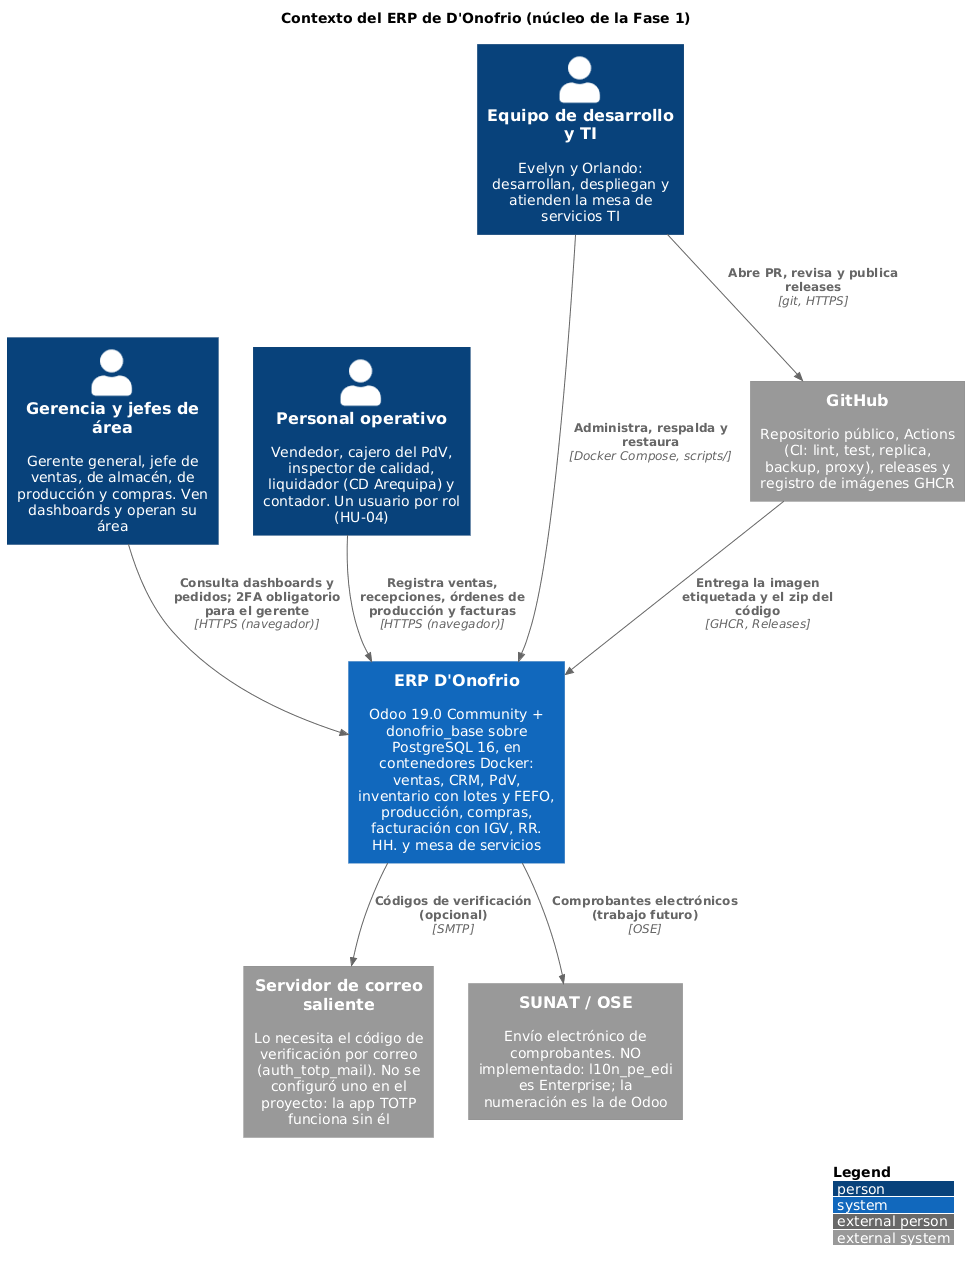 Contexto del ERP de D'Onofrio (núcleo de la Fase 1)
Equipo de desarrollo
y TI
Evelyn y Orlando:
desarrollan, despliegan y
atienden la mesa de
servicios TI
Abre PR, revisa y publica
releases
[git, HTTPS]
Gerencia y jefes de
área
Gerente general, jefe de
ventas, de almacén, de
producción y compras. Ven
dashboards y operan su
área
Personal operativo
Vendedor, cajero del PdV,
inspector de calidad,
liquidador (CD Arequipa) y
contador. Un usuario por rol
(HU-04)
Administra, respalda y
restaura
[Docker Compose, scripts/]
GitHub
Repositorio público, Actions
(CI: lint, test, replica,
backup, proxy), releases y
registro de imágenes GHCR
Consulta dashboards y
pedidos; 2FA obligatorio
para el gerente
[HTTPS (navegador)]
Registra ventas,
recepciones, órdenes de
producción y facturas
[HTTPS (navegador)]
Entrega la imagen
etiquetada y el zip del
código
[GHCR, Releases]
ERP D'Onofrio
Odoo 19.0 Community +
donofrio_base sobre
PostgreSQL 16, en
contenedores Docker:
ventas, CRM, PdV,
inventario con lotes y FEFO,
producción, compras,
facturación con IGV, RR.
HH. y mesa de servicios
Códigos de verificación
(opcional)
[SMTP]
Comprobantes electrónicos
(trabajo futuro)
[OSE]
Servidor de correo
saliente
Lo necesita el código de
verificación por correo
(auth_totp_mail). No se
configuró uno en el
proyecto: la app TOTP
funciona sin él
SUNAT / OSE
Envío electrónico de
comprobantes. NO
implementado: l10n_pe_edi
es Enterprise; la
numeración es la de Odoo
Legend
person
system
external person
external system